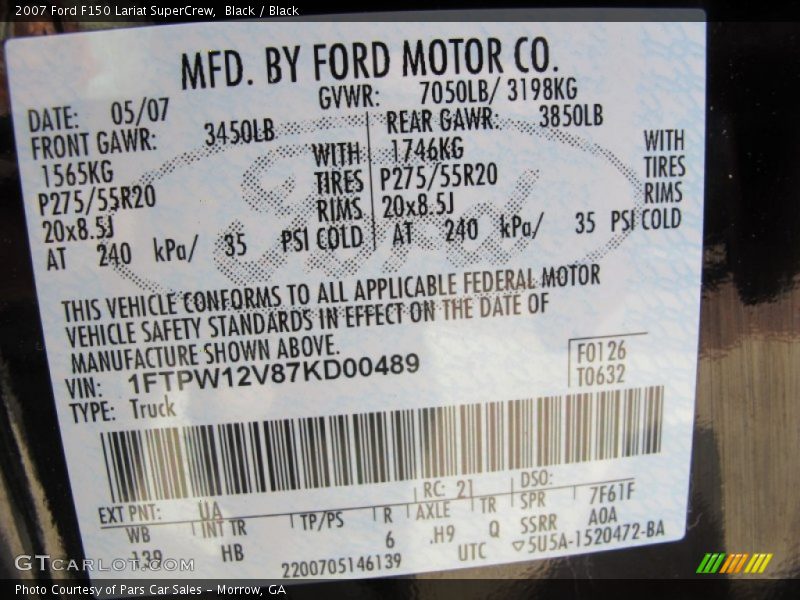 2007 Ford F150 Lariat SuperCrew,  Black / Black
MFD. BY FORD MOTOR CO.
DATE: 05/07 GVWR: 7050LB/ 3198KG
FRONT GAWR: 3450LB REAR GAWR: 3850LB
1565KG WITH 1746KG WITH
P275/55R20 TIRES P275/55R20 TIRES
20x8.5J RIMS 20x8.5J RIMS
AT 240 kPa/ 35 PSI COLD AT 240 kPa/ 35 PSI COLD
Ford
THIS VEHICLE CONFORMS TO ALL APPLICABLE FEDERAL MOTOR
VEHICLE SAFETY STANDARDS IN EFFECT ON THE DATE OF
MANUFACTURE SHOWN ABOVE.
VIN: 1FTPW12V87KD00489 F0126
TYPE: Truck T0632
EXT PNT: UA RC: 21 DSO:
WB INT TR TP/PS R AXLE TR SPR 7F61F
139 HB 6 .H9 Q SSRR A0A
2200705146139 UTC ▽5U5A-1520472-BA
GTCARLOT.COM
Photo Courtesy of Pars Car Sales – Morrow, GA